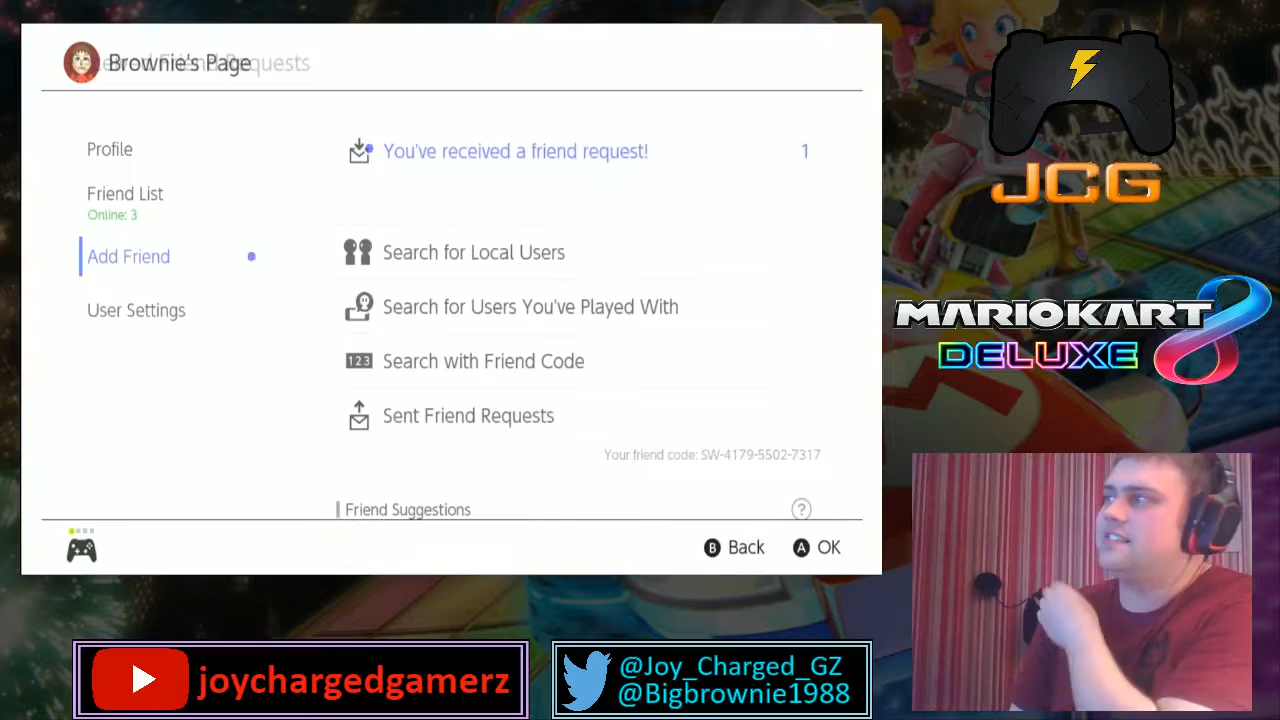 Brownie's Page
Profile
Friend List
Online: 3
Add Friend
User Settings
You've received a friend request! 1
Search for Local Users
Search for Users You've Played With
123 Search with Friend Code
Sent Friend Requests
Your friend code: SW-4179-5502-7317
Friend Suggestions ?
B Back A OK
JCG
MARIOKART 8
DELUXE
joychargedgamerz
@Joy_Charged_GZ
@Bigbrownie1988